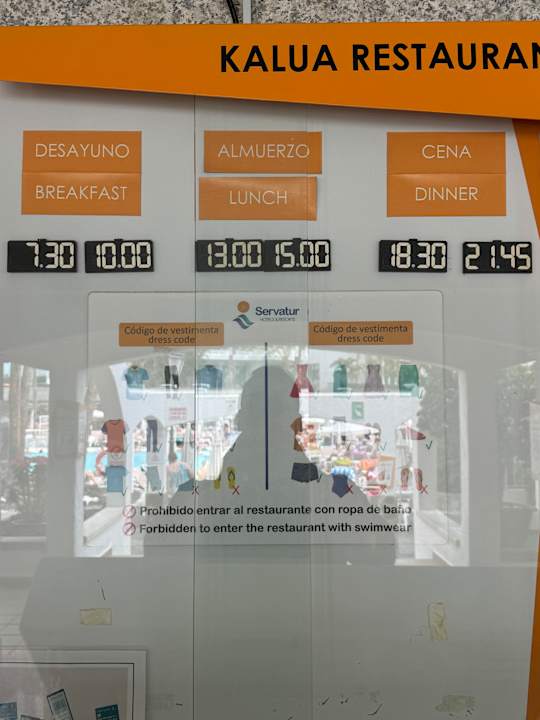 KALUA RESTAURAN
DESAYUNO
BREAKFAST
ALMUERZO
LUNCH
CENA
DINNER
7.30 10.00
13.00 15.00
18.30 21.45
Servatur
HOTELS & RESORTS
Código de vestimenta
dress code
Código de vestimenta
dress code
Prohibido entrar al restaurante con ropa de baño
Forbidden to enter the restaurant with swimwear